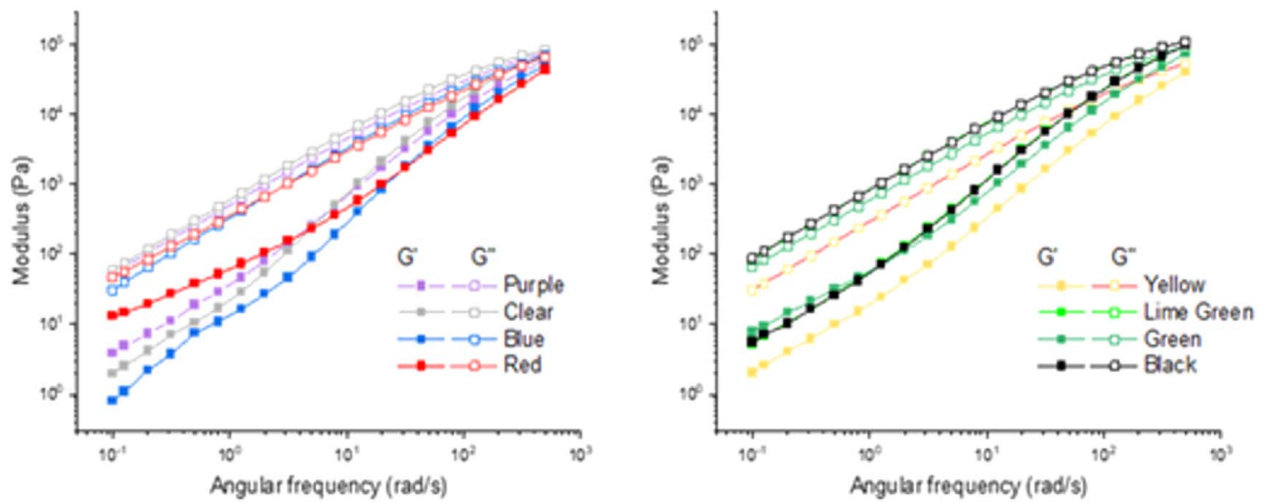 10⁵
10⁴
10³
10²
10¹
10⁰
Modulus (Pa)
G' G"
Purple
Clear
Blue
Red
10⁻¹ 10⁰ 10¹ 10² 10³
Angular frequency (rad/s)
10⁵
10⁴
10³
10²
10¹
10⁰
Modulus (Pa)
G' G"
Yellow
Lime Green
Green
Black
10⁻¹ 10⁰ 10¹ 10² 10³
Angular frequency (rad/s)